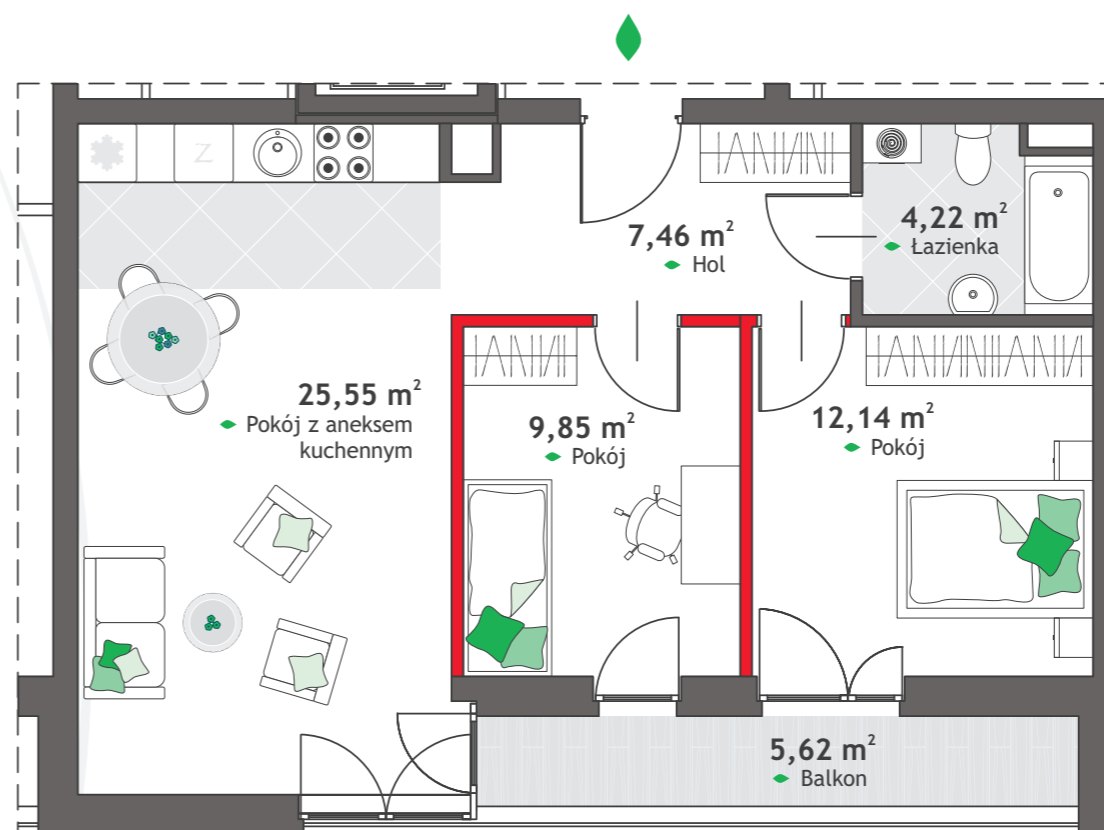 Z
7,46 m²
Hol
4,22 m²
Łazienka
25,55 m²
Pokój z aneksem
kuchennym
9,85 m²
Pokój
12,14 m²
Pokój
5,62 m²
Balkon